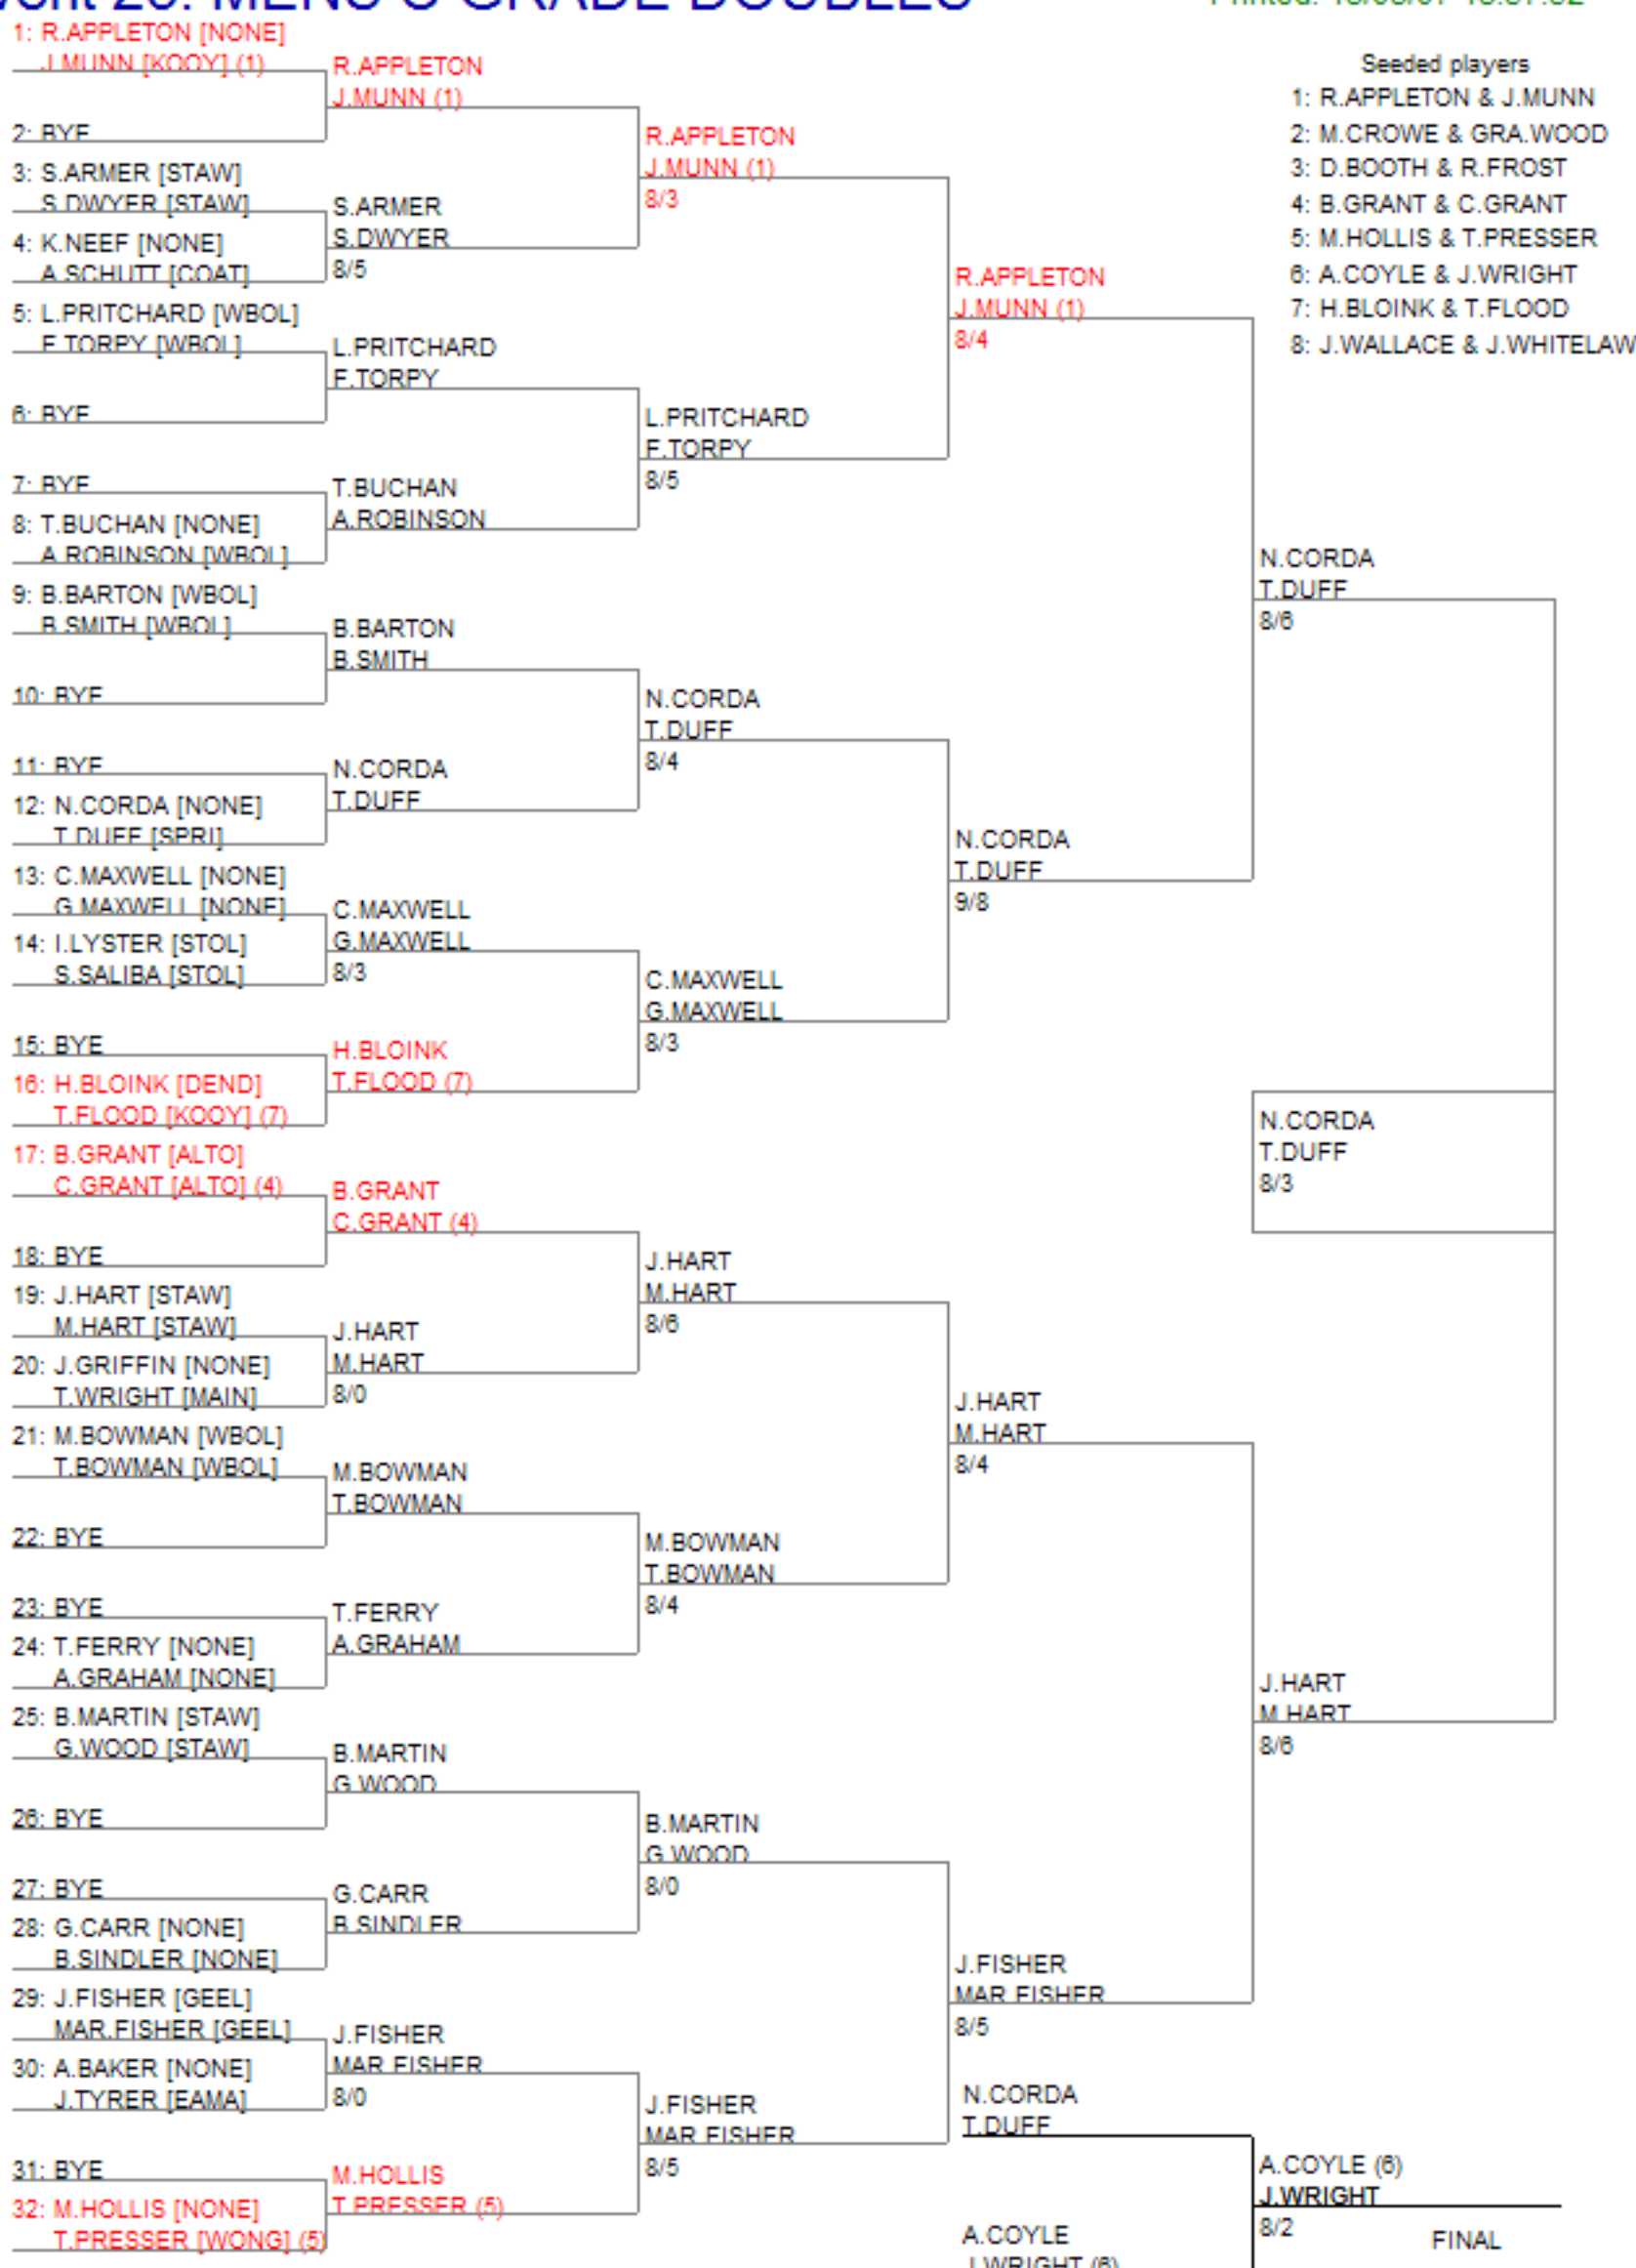 MENS C GRADE DOUBLES
1: R.APPLETON [NONE]
J.MUNN [KOOY] (1)
2: BYE
3: S.ARMER [STAW]
S.DWYER [STAW]
4: K.NEEF [NONE]
A.SCHUTT [COAT]
5: L.PRITCHARD [WBOL]
F.TORPY [WBOL]
6: BYE
7: BYE
8: T.BUCHAN [NONE]
A.ROBINSON [WBOL]
9: B.BARTON [WBOL]
B.SMITH [WBOL]
10: BYE
11: BYE
12: N.CORDA [NONE]
T.DUFF [SPRI]
13: C.MAXWELL [NONE]
G.MAXWELL [NONE]
14: I.LYSTER [STOL]
S.SALIBA [STOL]
15: BYE
16: H.BLOINK [DEND]
T.FLOOD [KOOY] (7)
17: B.GRANT [ALTO]
C.GRANT [ALTO] (4)
18: BYE
19: J.HART [STAW]
M.HART [STAW]
20: J.GRIFFIN [NONE]
T.WRIGHT [MAIN]
21: M.BOWMAN [WBOL]
T.BOWMAN [WBOL]
22: BYE
23: BYE
24: T.FERRY [NONE]
A.GRAHAM [NONE]
25: B.MARTIN [STAW]
G.WOOD [STAW]
26: BYE
27: BYE
28: G.CARR [NONE]
B.SINDLER [NONE]
29: J.FISHER [GEEL]
MAR.FISHER [GEEL]
30: A.BAKER [NONE]
J.TYRER [EAMA]
31: BYE
32: M.HOLLIS [NONE]
T.PRESSER [WONG] (5)
R.APPLETON
J.MUNN (1)
S.ARMER
S.DWYER
8/5
L.PRITCHARD
F.TORPY
T.BUCHAN
A.ROBINSON
B.BARTON
B.SMITH
N.CORDA
T.DUFF
C.MAXWELL
G.MAXWELL
8/3
H.BLOINK
T.FLOOD (7)
B.GRANT
C.GRANT (4)
J.HART
M.HART
8/0
M.BOWMAN
T.BOWMAN
T.FERRY
A.GRAHAM
B.MARTIN
G.WOOD
G.CARR
B.SINDLER
J.FISHER
MAR.FISHER
8/0
M.HOLLIS
T.PRESSER (5)
R.APPLETON
J.MUNN (1)
8/3
L.PRITCHARD
F.TORPY
8/5
N.CORDA
T.DUFF
8/4
C.MAXWELL
G.MAXWELL
8/3
J.HART
M.HART
8/6
M.BOWMAN
T.BOWMAN
8/4
B.MARTIN
G.WOOD
8/0
J.FISHER
MAR.FISHER
8/5
R.APPLETON
J.MUNN (1)
8/4
N.CORDA
T.DUFF
9/8
J.HART
M.HART
8/4
J.FISHER
MAR.FISHER
8/5
N.CORDA
T.DUFF
A.COYLE
J.WRIGHT (6)
Printed:
Seeded players
1: R.APPLETON & J.MUNN
2: M.CROWE & GRA.WOOD
3: D.BOOTH & R.FROST
4: B.GRANT & C.GRANT
5: M.HOLLIS & T.PRESSER
6: A.COYLE & J.WRIGHT
7: H.BLOINK & T.FLOOD
8: J.WALLACE & J.WHITELAW
N.CORDA
T.DUFF
8/6
N.CORDA
T.DUFF
8/3
J.HART
M.HART
8/6
A.COYLE (6)
J.WRIGHT
8/2
FINAL